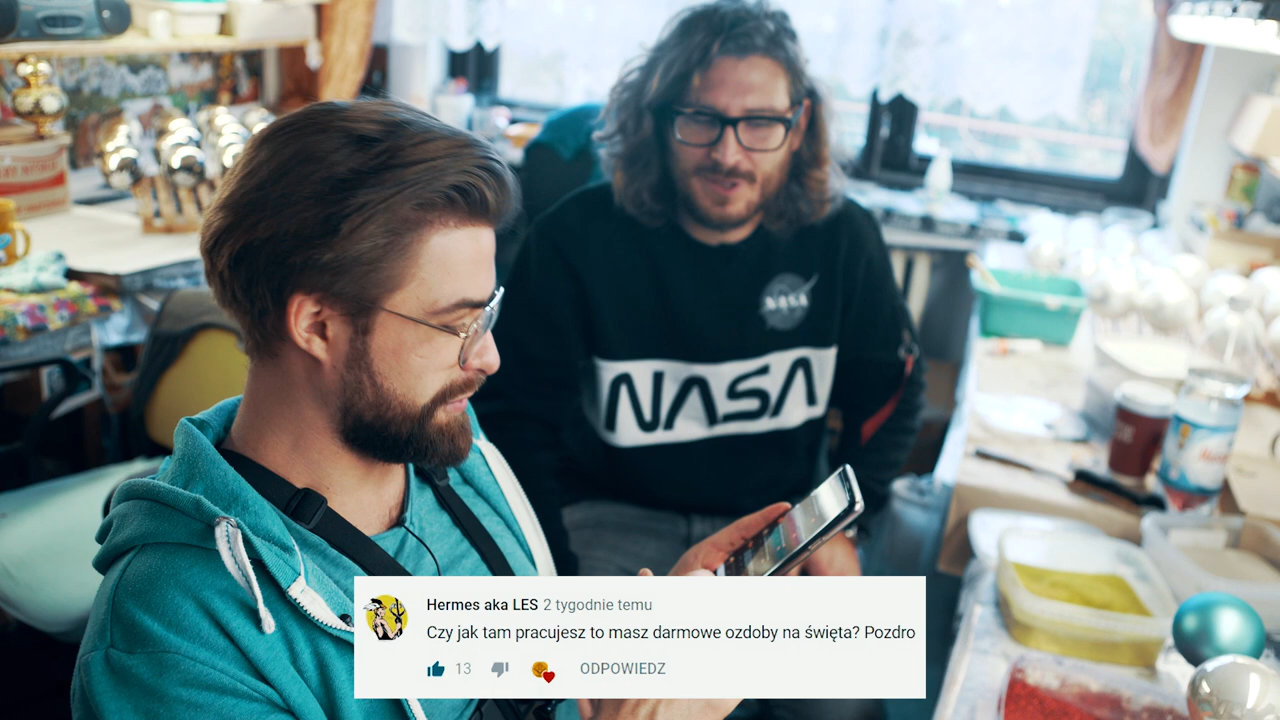 NASA
NASA
Hermes aka LES 2 tygodnie temu
Czy jak tam pracujesz to masz darmowe ozdoby na święta? Pozdro
13
ODPOWIEDZ